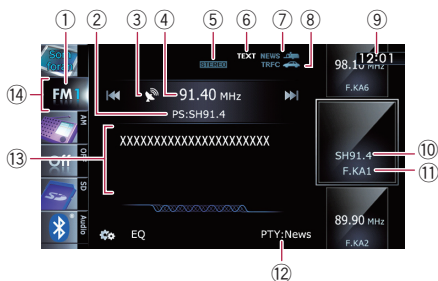 ① ② ③ ④ ⑤ ⑥ ⑦ ⑧ ⑨
TEXT NEWS
TRFC
12:01
98.10 MHz
F.KA6
⑭
FM1
91.40 MHz
PS:SH91.4
AM
⑬
XXXXXXXXXXXXXXXXXXXXXX
Off
SH91.4 ⑩
F.KA1 ⑪
SD
Audio
EQ
PTY:News
89.90 MHz
F.KA2
⑫